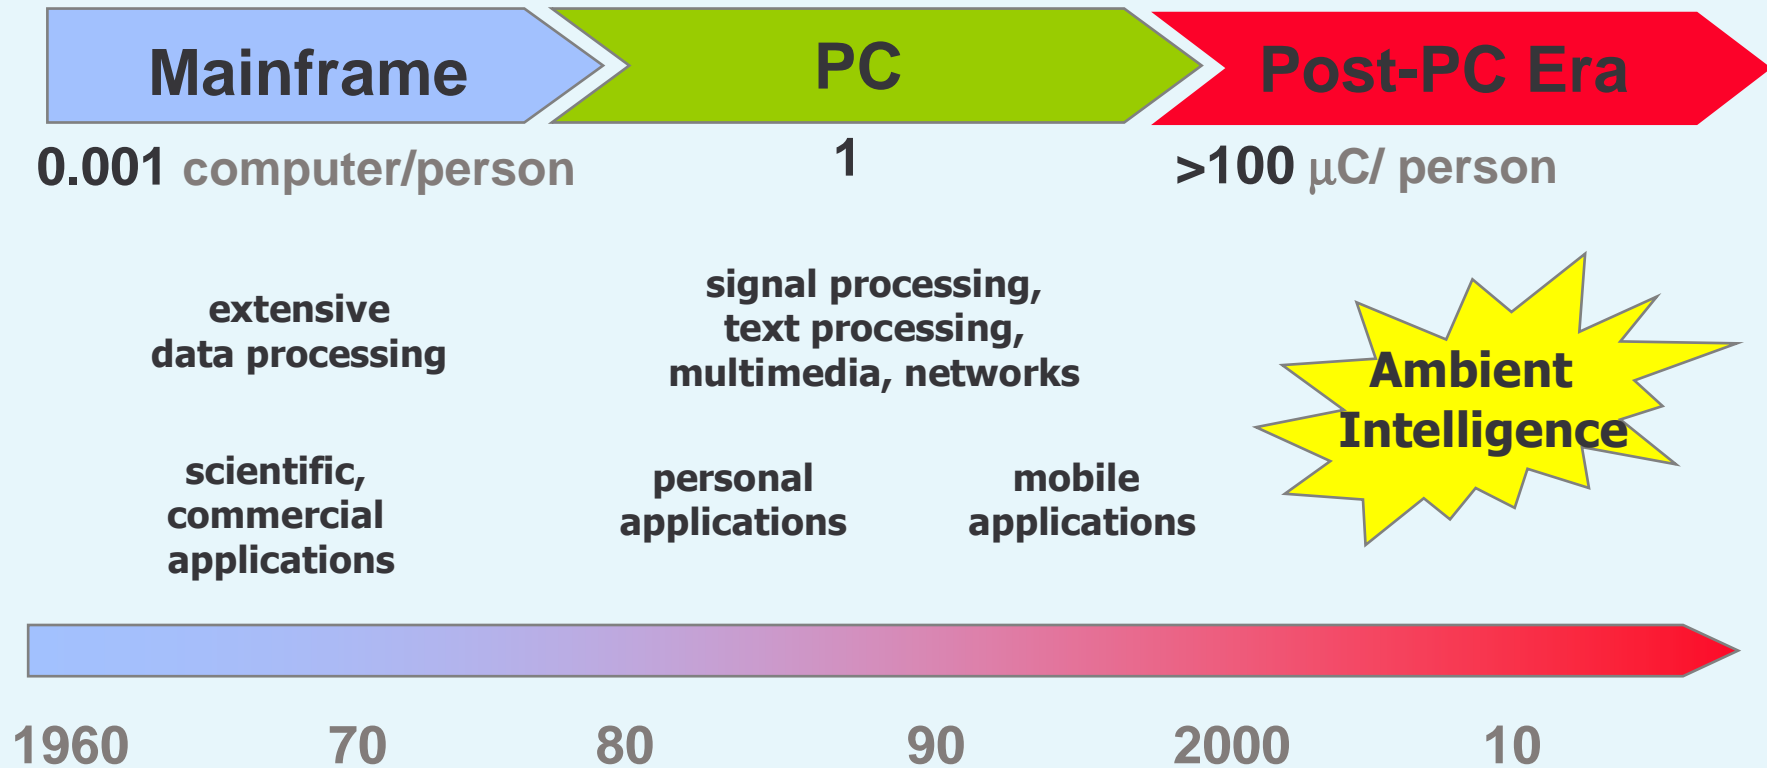 Mainframe
PC
Post-PC Era
0.001 computer/person
1
>100 μC/ person
extensive
data processing
signal processing,
text processing,
multimedia, networks
Ambient
Intelligence
scientific,
commercial
applications
personal
applications
mobile
applications
1960 70 80 90 2000 10